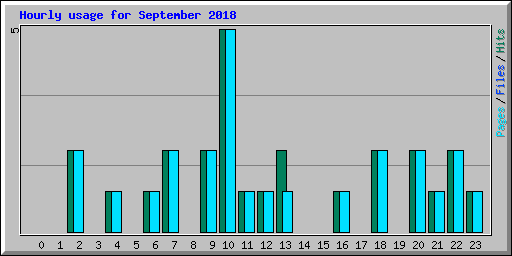 Hourly usage for September 2018
5
Pages/Files/Hits
0 1 2 3 4 5 6 7 8 9 10 11 12 13 14 15 16 17 18 19 20 21 22 23